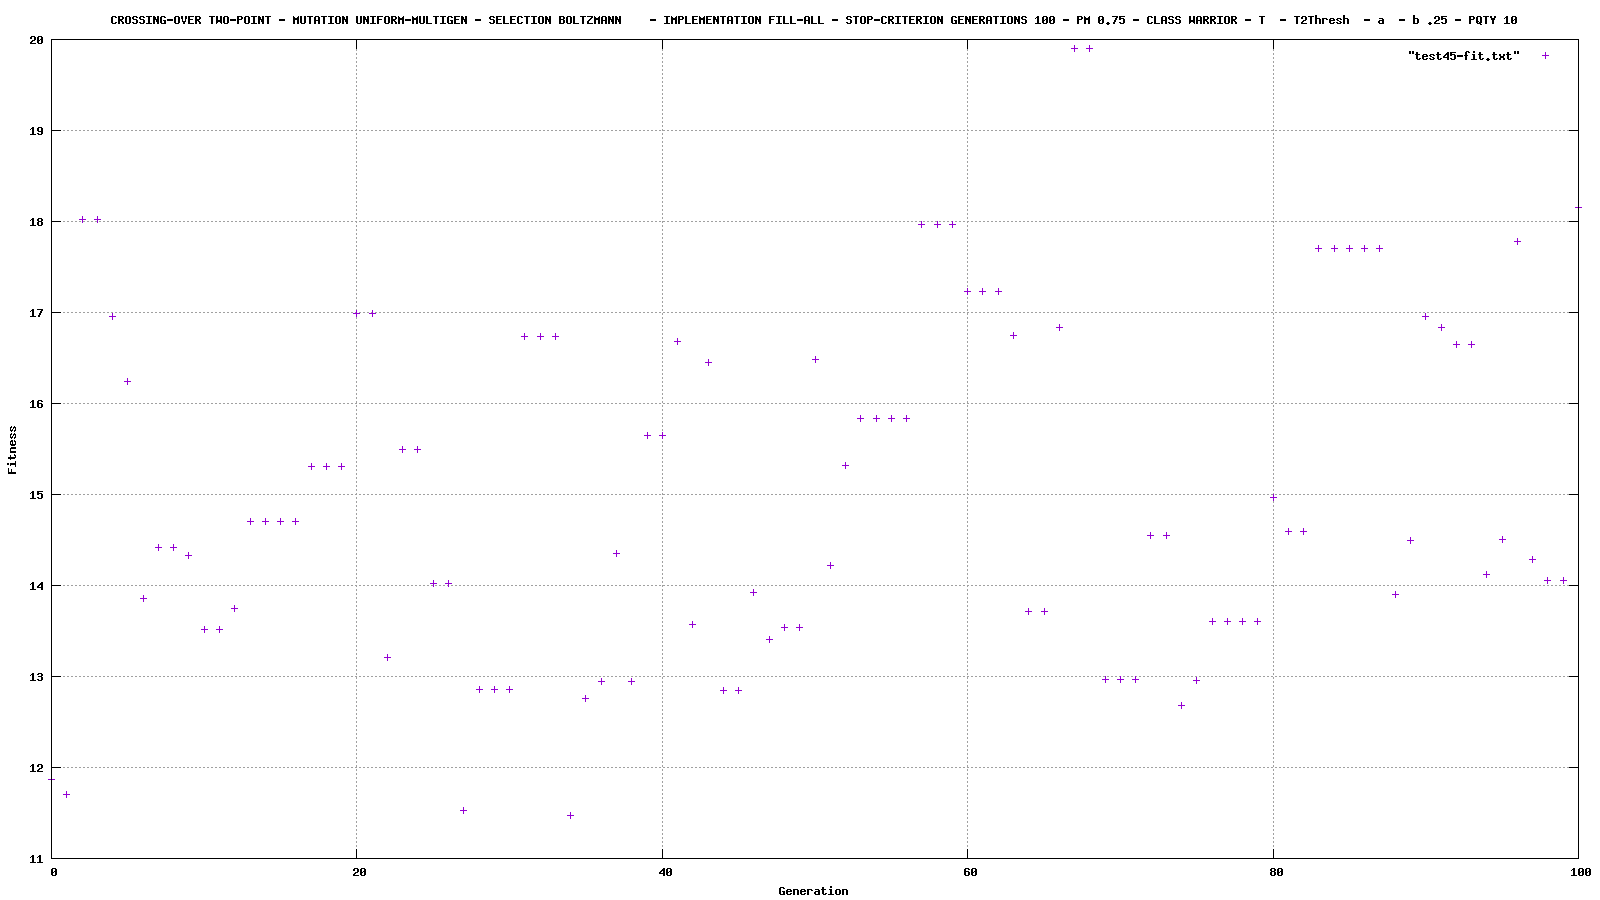 CROSSING-OVER TWO-POINT - MUTATION UNIFORM-MULTIGEN - SELECTION BOLTZMANN    - IMPLEMENTATION FILL-ALL - STOP-CRITERION GENERATIONS 100 - PM 0.75 - CLASS WARRIOR - T  - T2Thresh  - a  - b .25 - PQTY 10
"test45-fit.txt"
20
19
18
17
16
15
14
13
12
11
Fitness
0 20 40 60 80 100
Generation